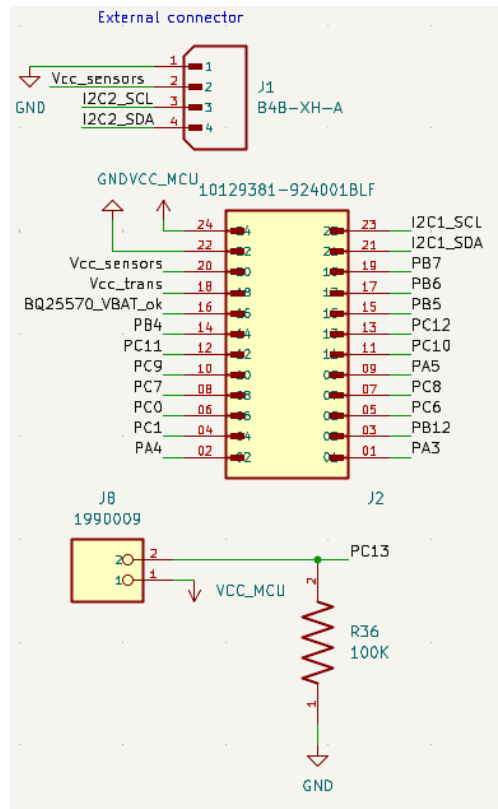 External connector
1 1
Vcc_sensors 2 2
I2C2_SCL 3 3
I2C2_SDA 4 4
GND
J1
B4B-XH-A
GND VCC_MCU 10129381-924001BLF
24 23 I2C1_SCL
22 21 I2C1_SDA
Vcc_sensors 20 19 PB7
Vcc_trans 18 17 PB6
BQ25570_VBAT_ok 16 15 PB5
PB4 14 13 PC12
PC11 12 11 PC10
PC9 10 09 PA5
PC7 08 07 PC8
PC0 06 05 PC6
PC1 04 03 PB12
PA4 02 01 PA3
J2
J8
1990009
2 2 PC13
1 1 VCC_MCU
2
R36
100K
1
GND